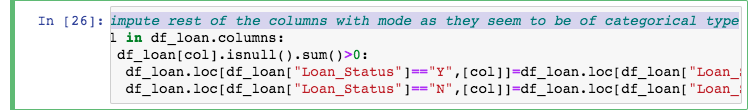 In [26]: impute rest of the columns with mode as they seem to be of categorical type
l in df_loan.columns:
df_loan[col].isnull().sum()>0:
df_loan.loc[df_loan["Loan_Status"]=="Y",[col]]=df_loan.loc[df_loan["Loan_
df_loan.loc[df_loan["Loan_Status"]=="N",[col]]=df_loan.loc[df_loan["Loan_